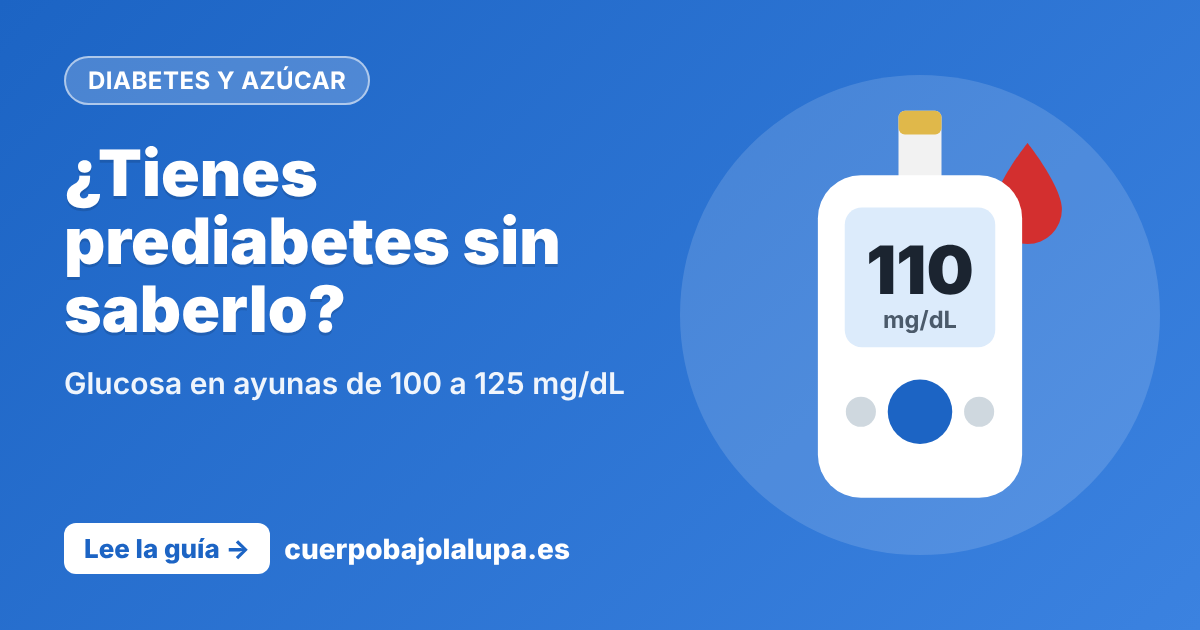 DIABETES Y AZÚCAR
¿Tienes
prediabetes sin
saberlo?
Glucosa en ayunas de 100 a 125 mg/dL
110
mg/dL
Lee la guía →
cuerpobajolalupa.es